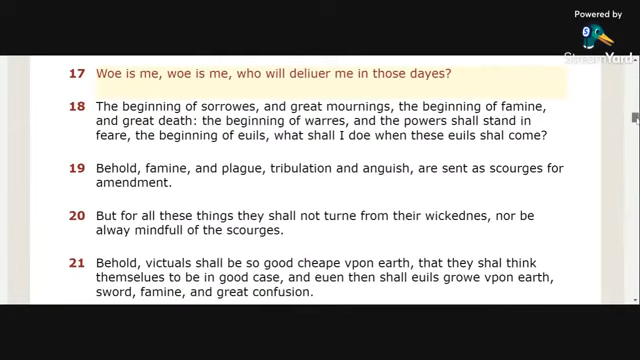 Powered by
StreamYard
17 Woe is me, woe is me, who will deliuer me in those dayes?
18 The beginning of sorrowes, and great mournings, the beginning of famine,
and great death: the beginning of warres, and the powers shall stand in
feare, the beginning of euils, what shall I doe when these euils shal come?
19 Behold, famine, and plague, tribulation and anguish, are sent as scourges for
amendment.
20 But for all these things they shall not turne from their wickednes, nor be
alway mindfull of the scourges.
21 Behold, victuals shall be so good cheape vpon earth, that they shal think
themselues to be in good case, and euen then shall euils growe vpon earth,
sword, famine, and great confusion.